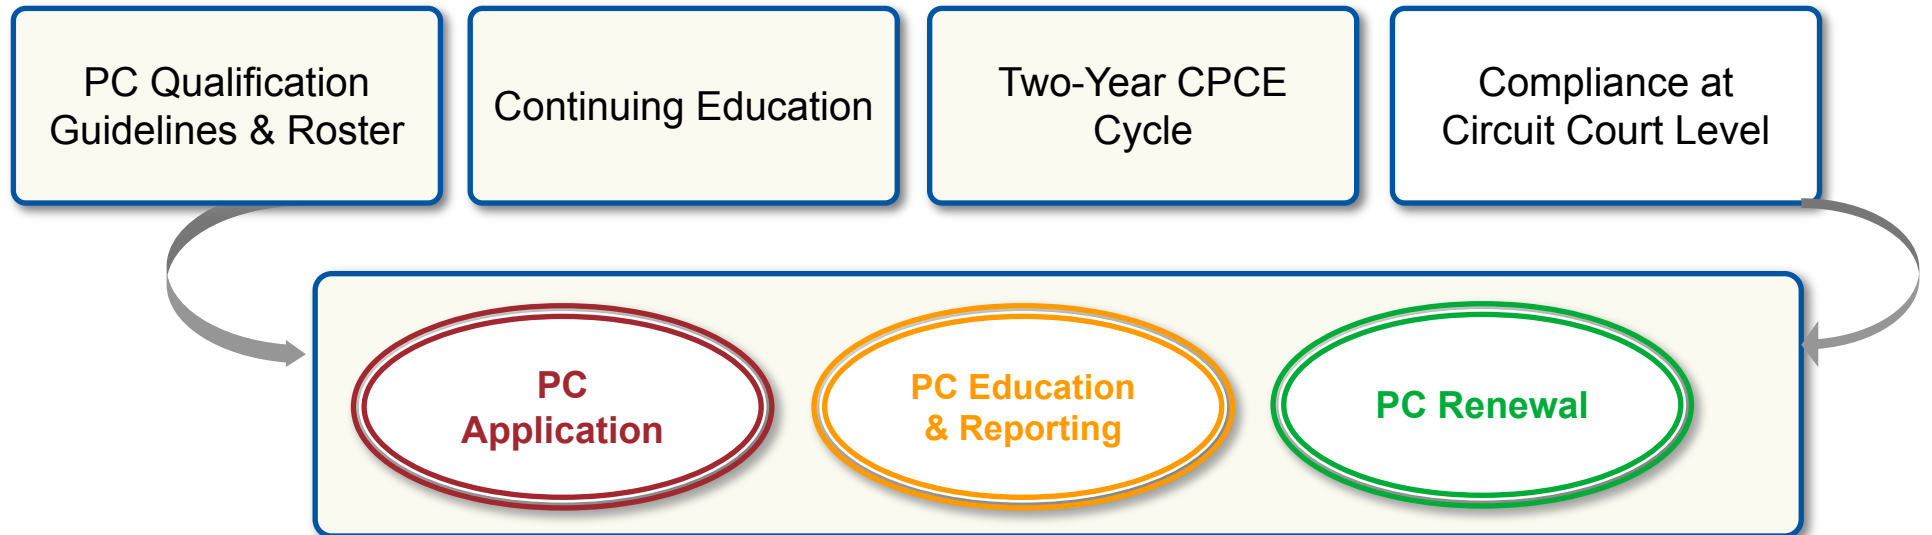 PC Qualification
Guidelines & Roster
Continuing Education
Two-Year CPCE
Cycle
Compliance at
Circuit Court Level
PC
Application
PC Education
& Reporting
PC Renewal